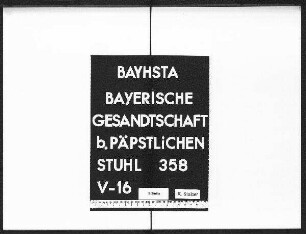 BAYHSTA
BAYERISCHE
GESANDTSCHAFT
b. PÄPSTLiCHEN
STUHL 358
V-16